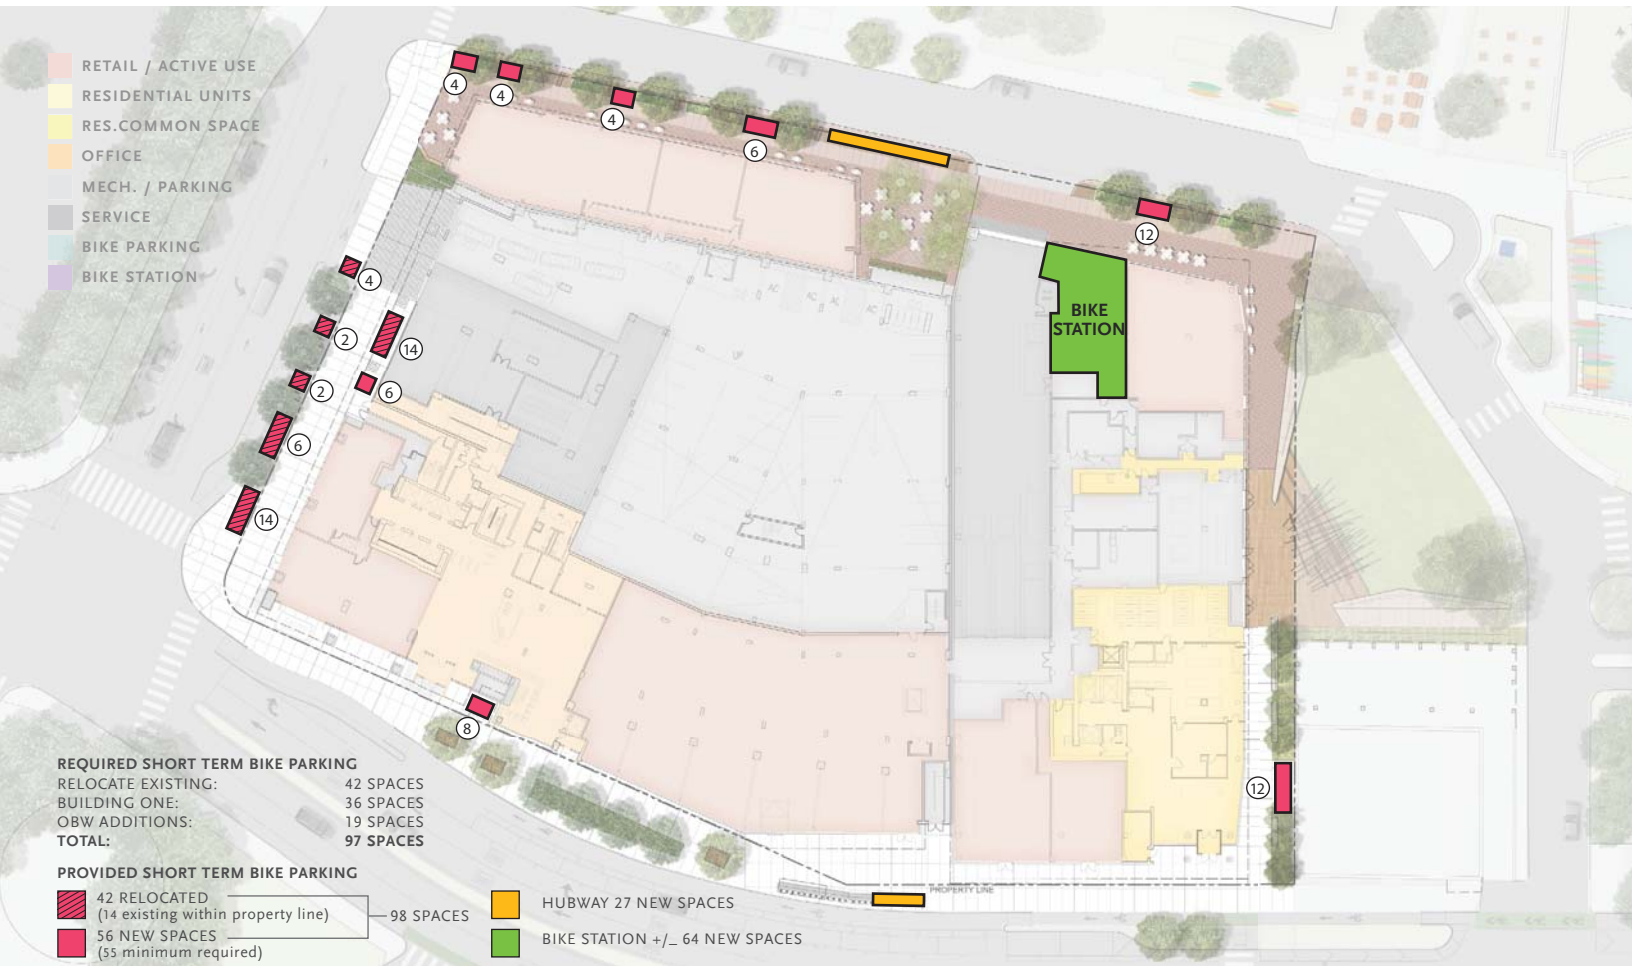 RETAIL / ACTIVE USE
RESIDENTIAL UNITS
RES.COMMON SPACE
OFFICE
MECH. / PARKING
SERVICE
BIKE PARKING
BIKE STATION
4
4
4
6
12
4
2
14
2
6
6
14
BIKE
STATION
8
12
REQUIRED SHORT TERM BIKE PARKING
RELOCATE EXISTING: 42 SPACES
BUILDING ONE: 36 SPACES
OBW ADDITIONS: 19 SPACES
TOTAL: 97 SPACES
PROVIDED SHORT TERM BIKE PARKING
42 RELOCATED
(14 existing within property line)
98 SPACES
56 NEW SPACES
(55 minimum required)
HUBWAY 27 NEW SPACES
BIKE STATION +/_ 64 NEW SPACES
PROPERTY LINE
AC
AC
AC
AC